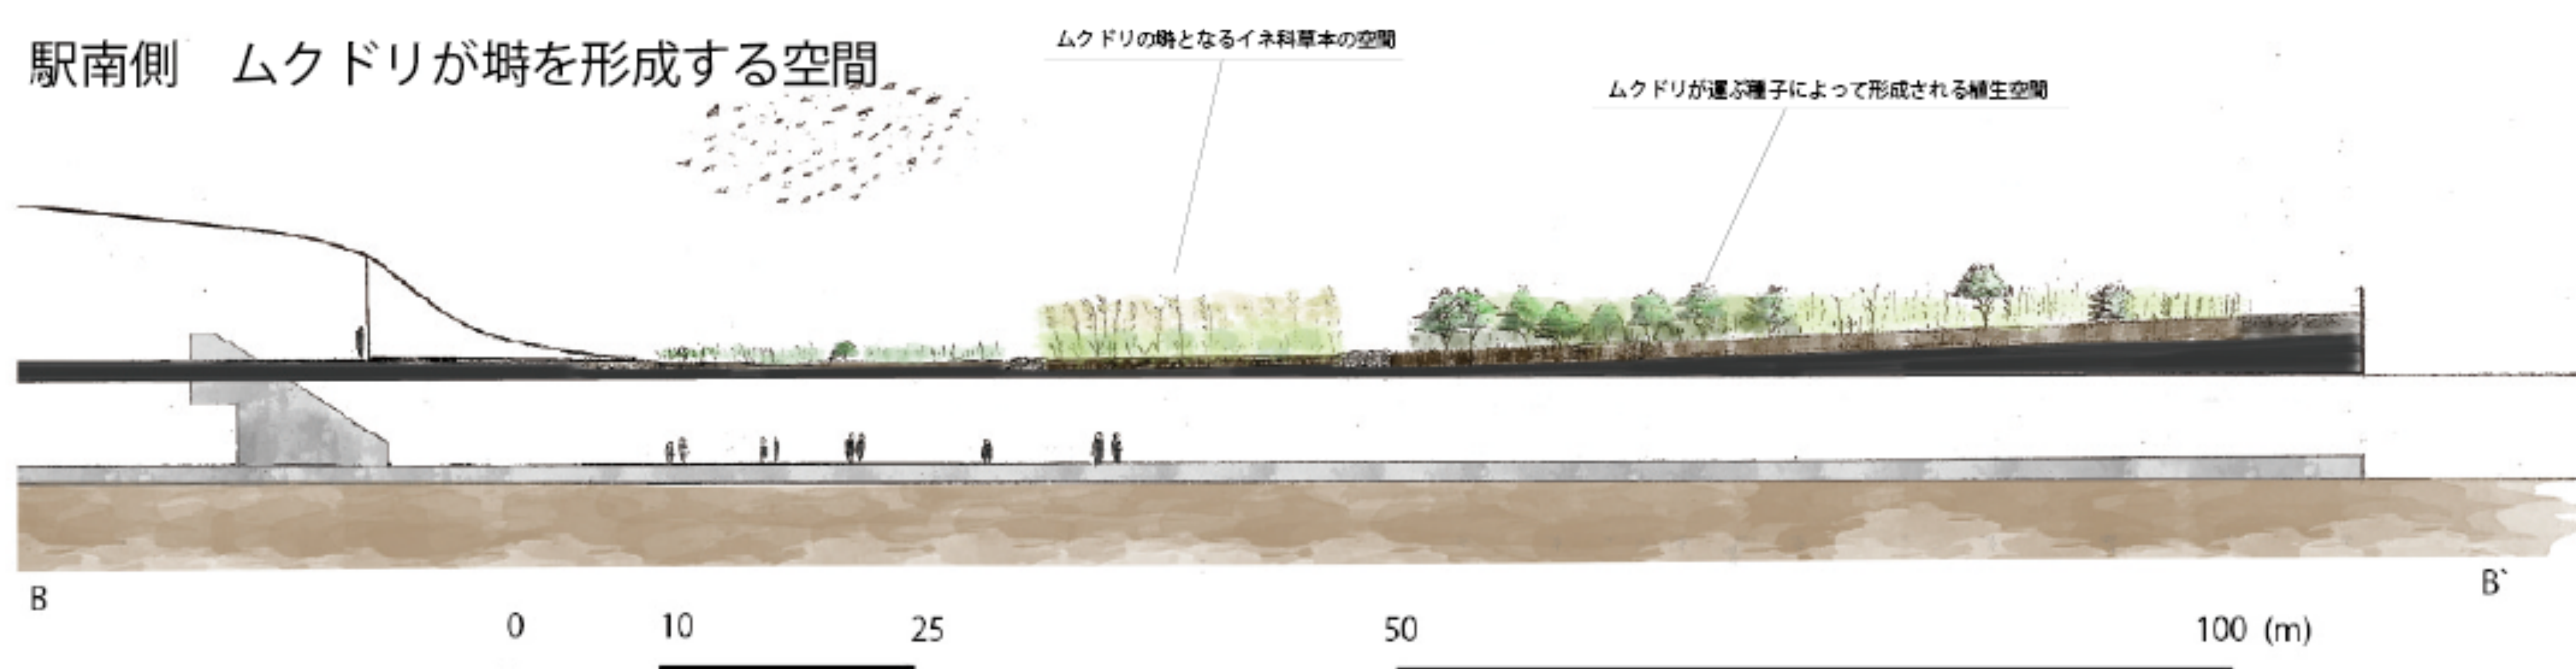 駅南側　ムクドリが塒を形成する空間
ムクドリの塒となるイネ科草本の空間
ムクドリが運ぶ種子によって形成される植生空間
B
B`
0 10 25 50 100 (m)